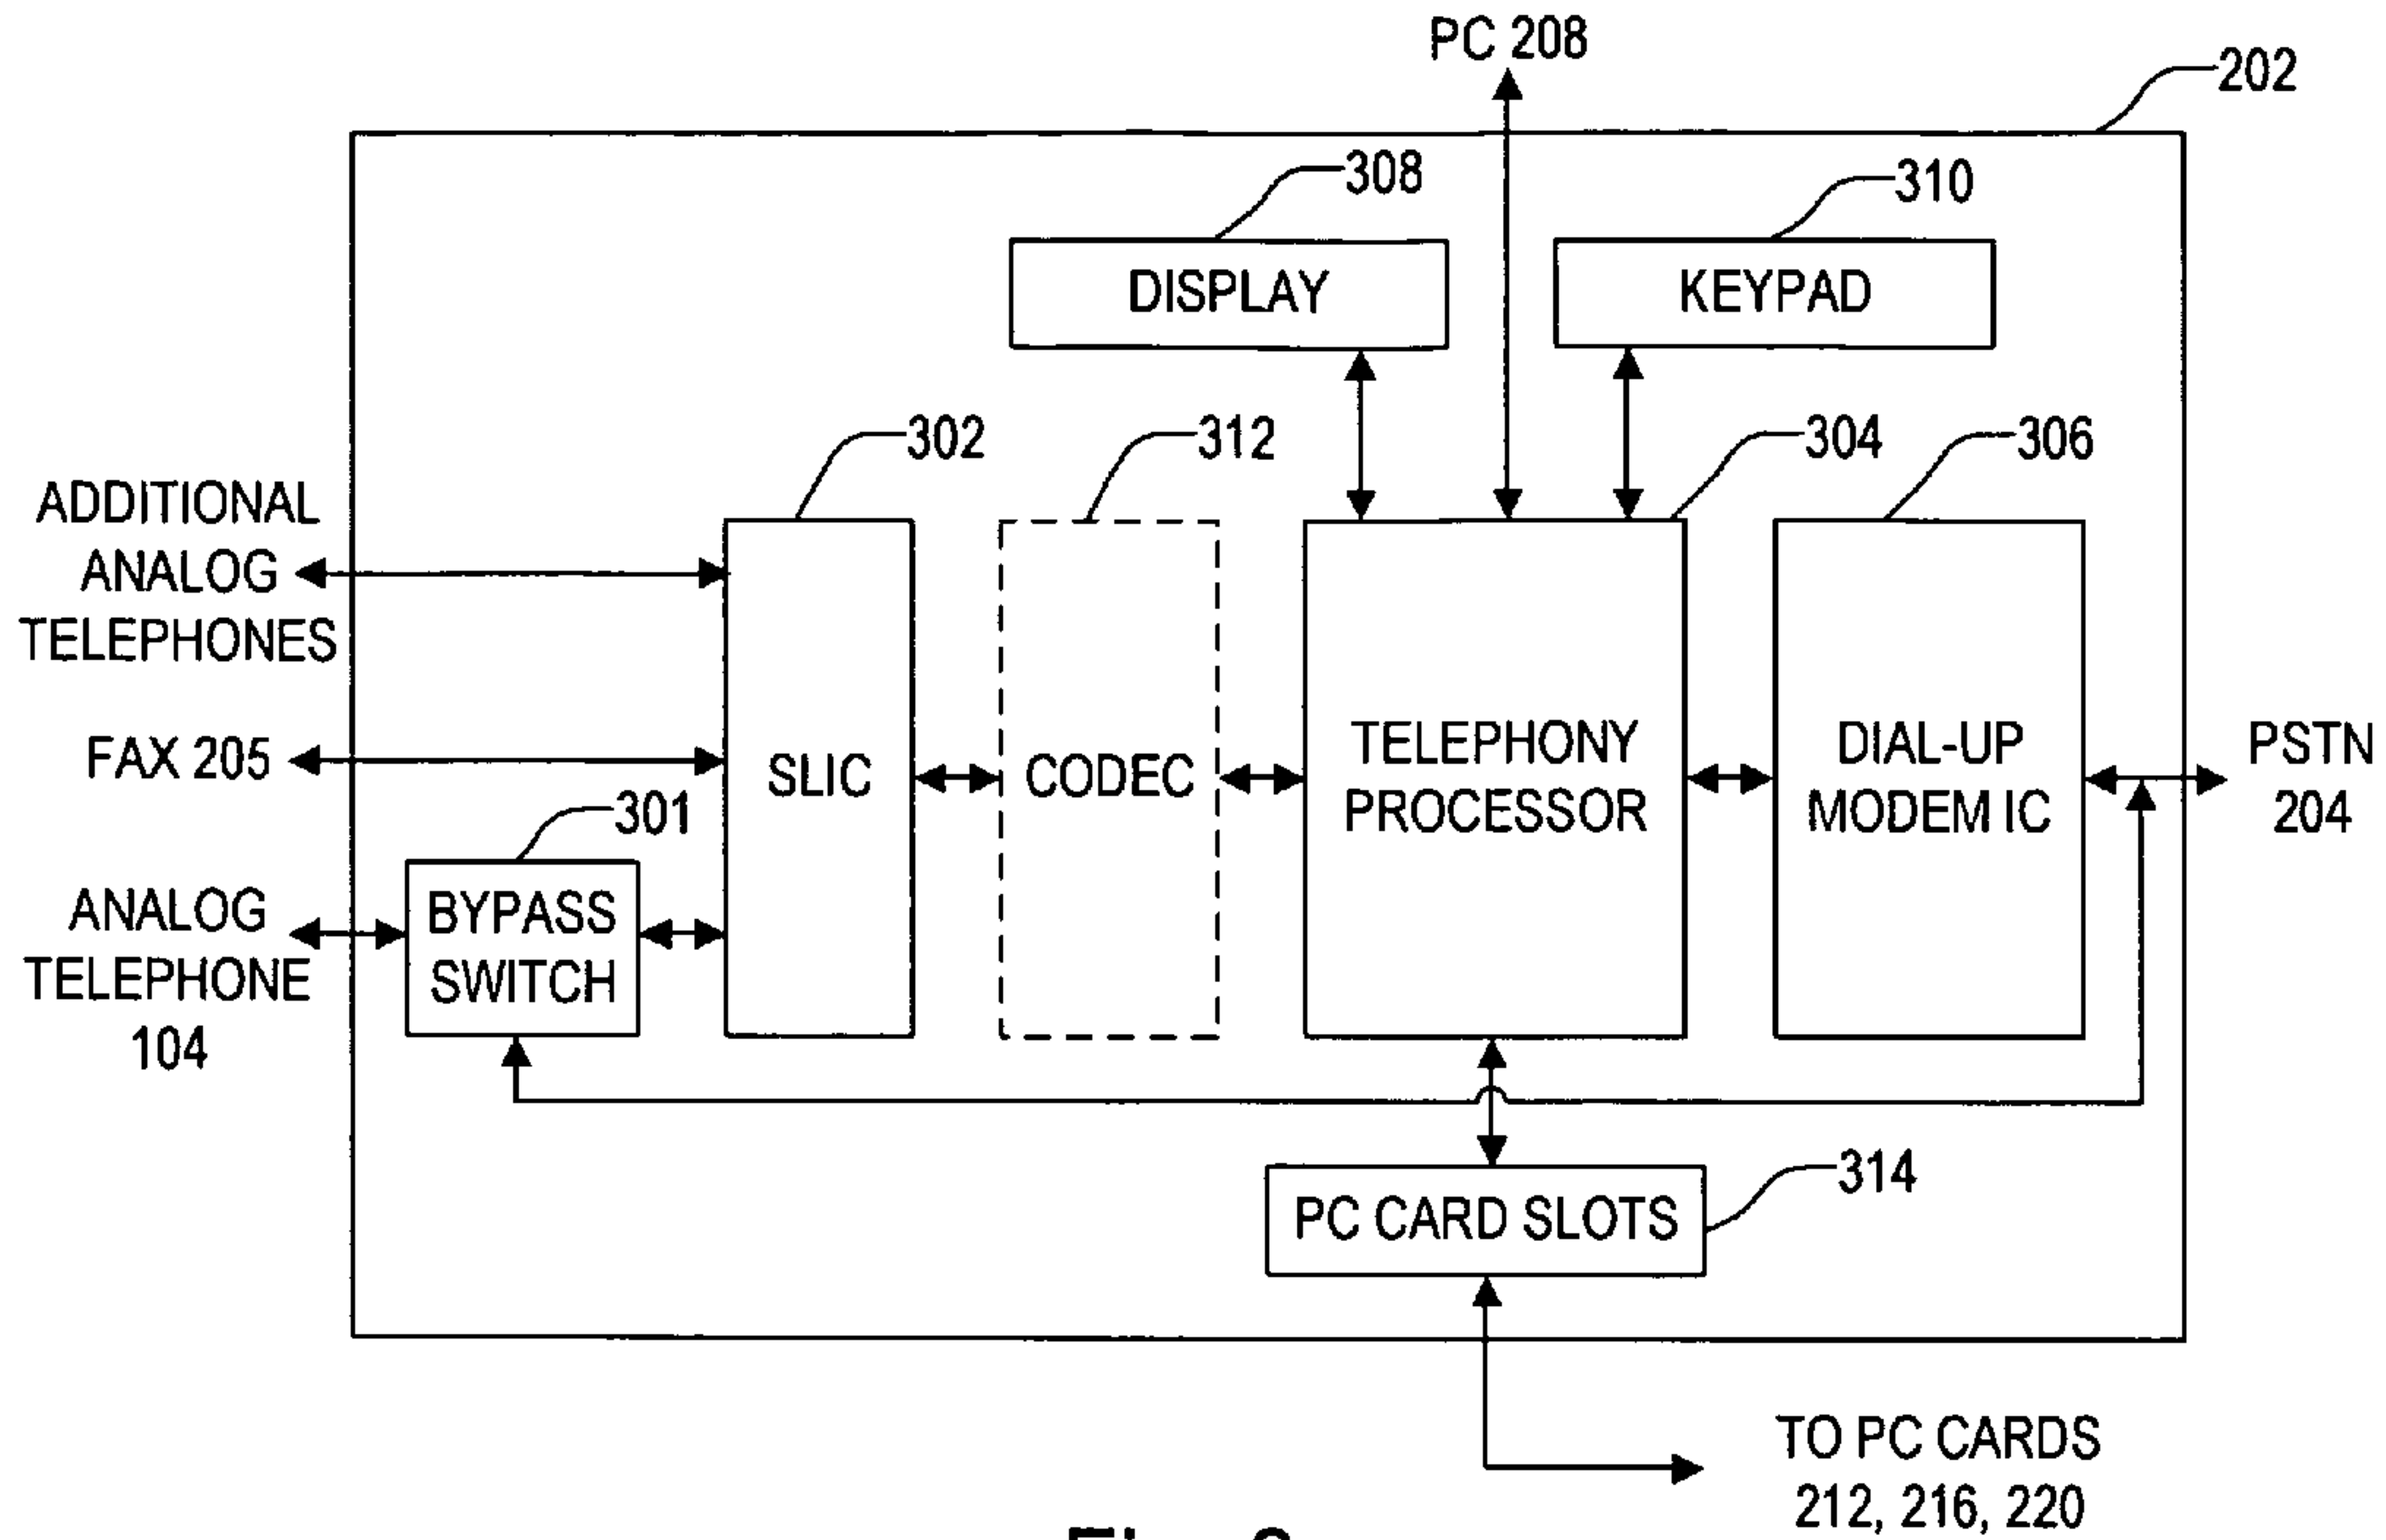 PC 208
202
308
310
DISPLAY
KEYPAD
302
312
304
306
ADDITIONAL
ANALOG
TELEPHONES
FAX 205
SLIC
CODEC
TELEPHONY
PROCESSOR
DIAL-UP
MODEM IC
PSTN
204
301
ANALOG
TELEPHONE
104
BYPASS
SWITCH
314
PC CARD SLOTS
TO PC CARDS
212, 216, 220